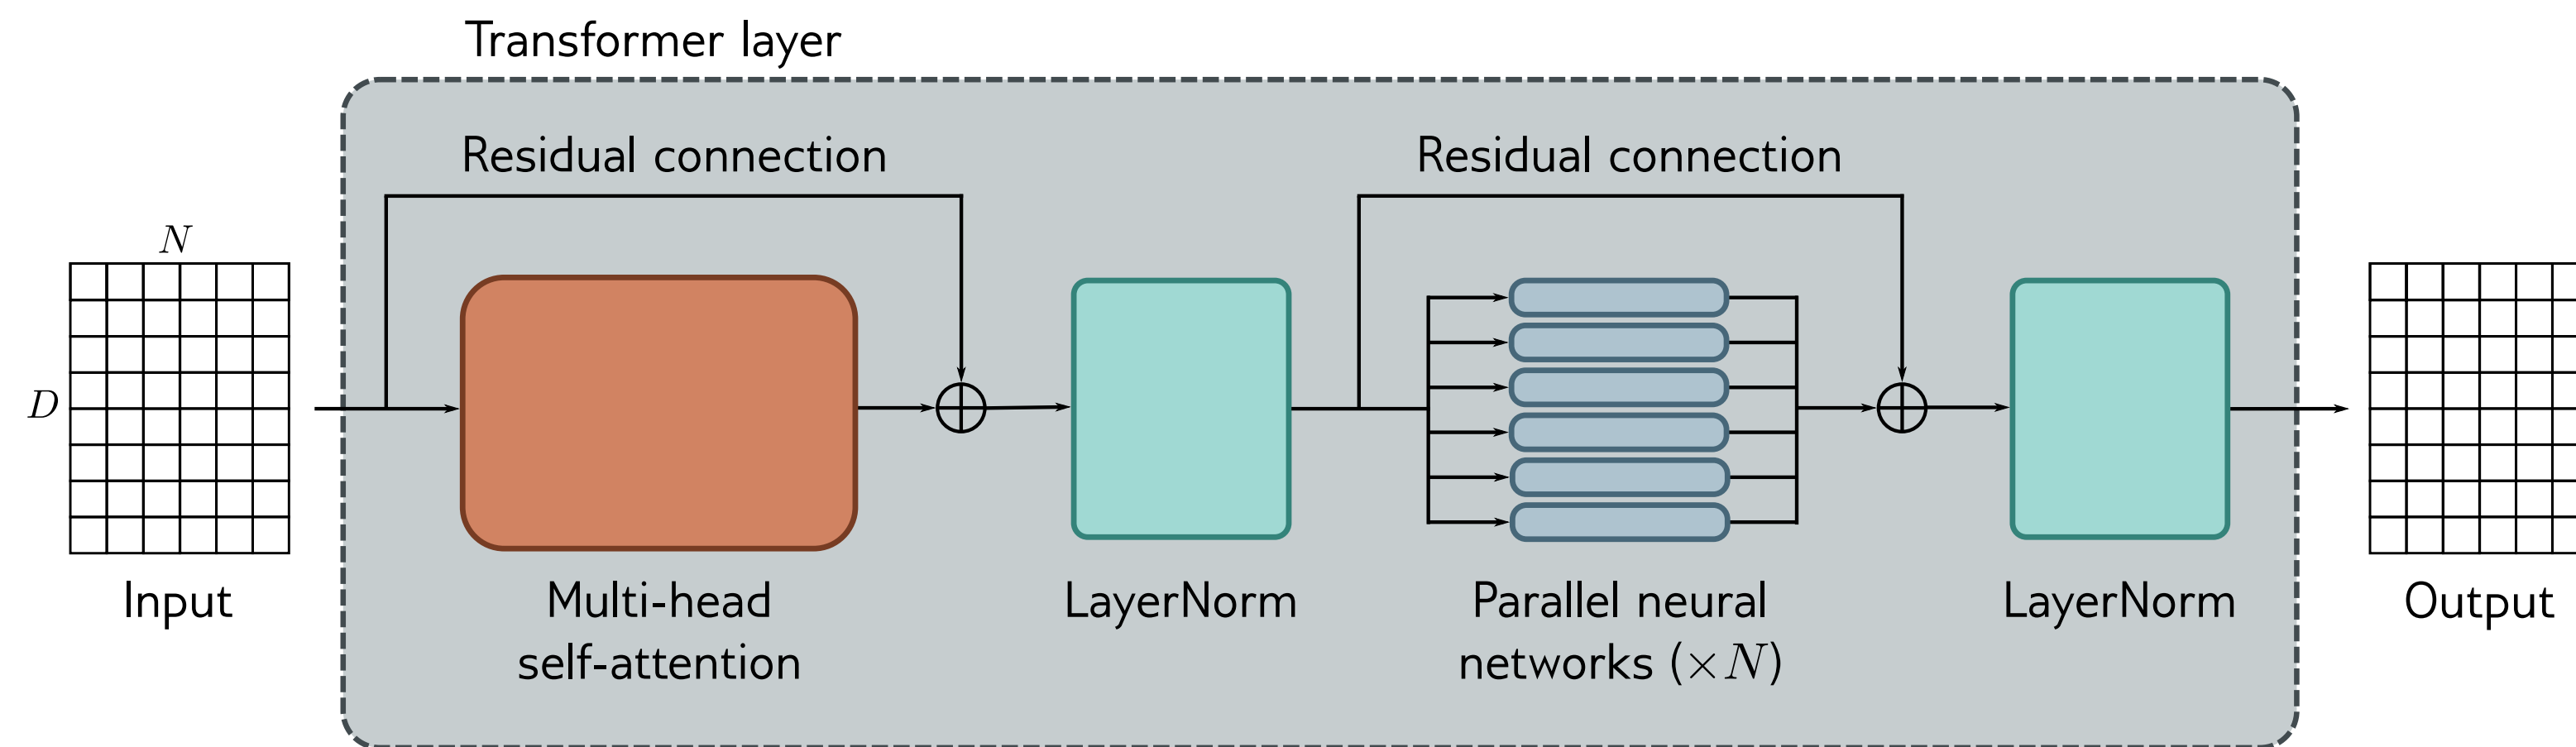 Transformer layer
Residual connection
Residual connection
N
D
Input
Multi-head
self-attention
LayerNorm
Parallel neural
networks (×N)
LayerNorm
Output